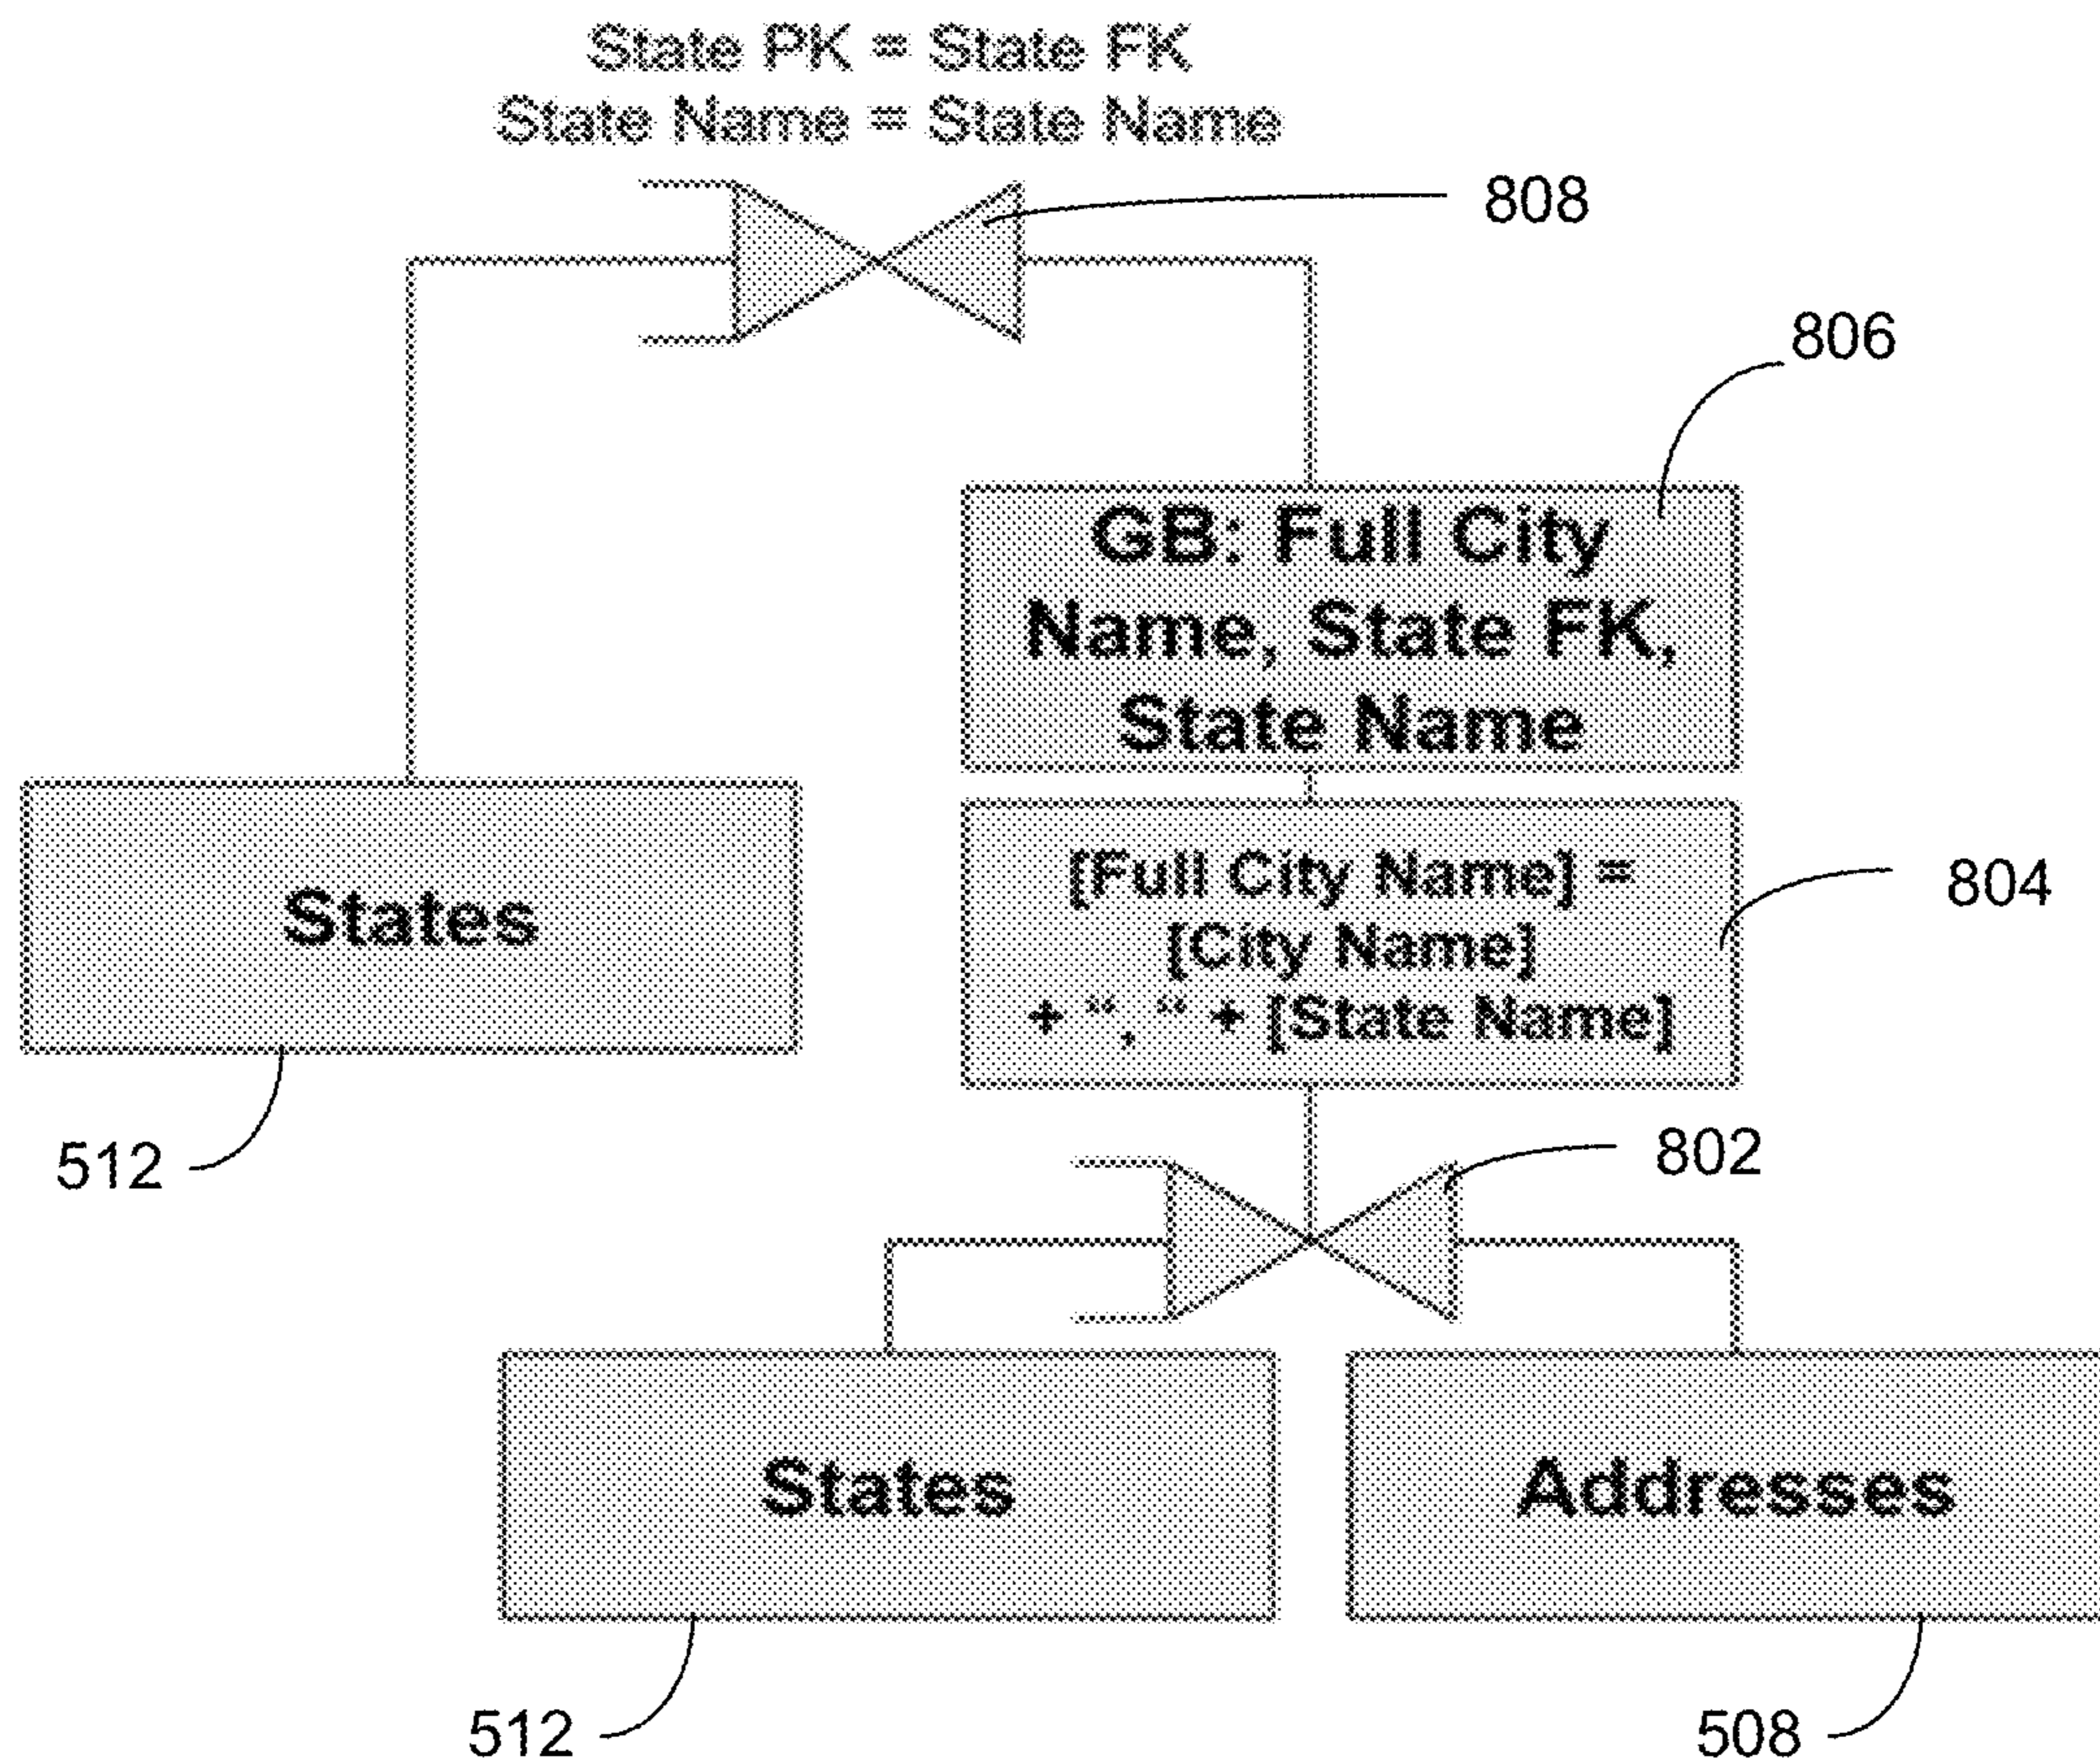 State PK = State FK
State Name = State Name
808
806
GB: Full City
Name, State FK,
State Name
States
[Full City Name] =
[City Name]
+ “, “ + [State Name]
804
512
802
States
Addresses
512
508